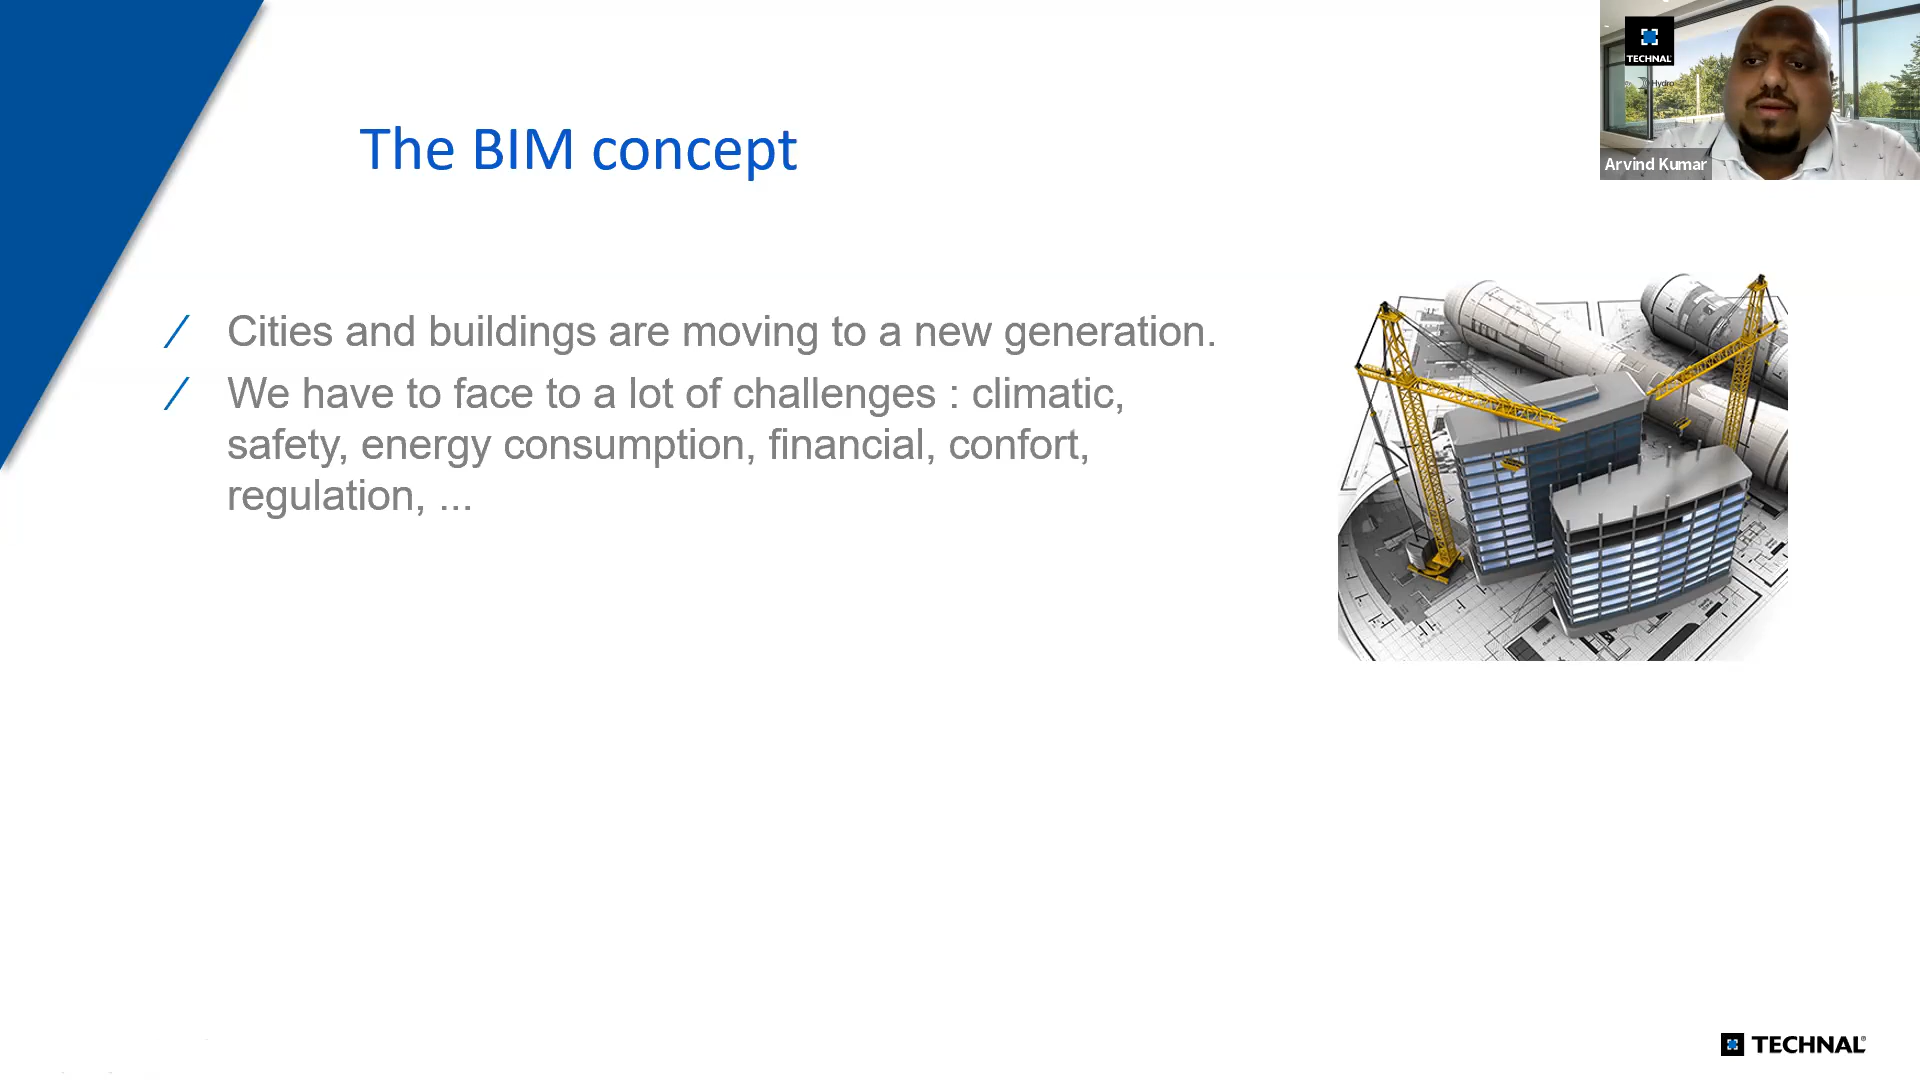 The BIM concept
TECHNAL
Hydro
Arvind Kumar
/ Cities and buildings are moving to a new generation.
/ We have to face to a lot of challenges : climatic,
safety, energy consumption, financial, confort,
regulation, ...
TECHNAL®